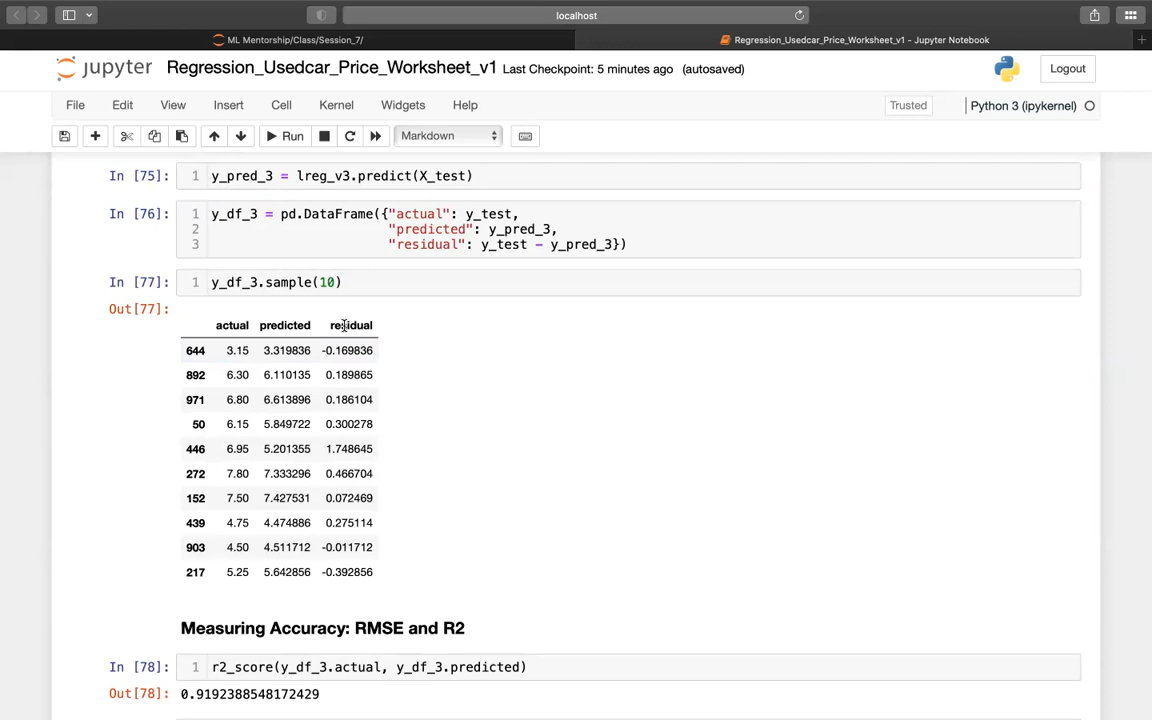 localhost
ML Mentorship/Class/Session_7/
Regression_Usedcar_Price_Worksheet_v1 - Jupyter Notebook
jupyter Regression_Usedcar_Price_Worksheet_v1 Last Checkpoint: 5 minutes ago (autosaved)
Logout
File Edit View Insert Cell Kernel Widgets Help
Trusted
Python 3 (ipykernel)
Run
Markdown
In [75]: 1 y_pred_3 = lreg_v3.predict(X_test)
In [76]: 1 y_df_3 = pd.DataFrame({"actual": y_test,
2 "predicted": y_pred_3,
3 "residual": y_test - y_pred_3})
In [77]: 1 y_df_3.sample(10)
Out[77]:
actual predicted residual
644 3.15 3.319836 -0.169836
892 6.30 6.110135 0.189865
971 6.80 6.613896 0.186104
50 6.15 5.849722 0.300278
446 6.95 5.201355 1.748645
272 7.80 7.333296 0.466704
152 7.50 7.427531 0.072469
439 4.75 4.474886 0.275114
903 4.50 4.511712 -0.011712
217 5.25 5.642856 -0.392856
Measuring Accuracy: RMSE and R2
In [78]: 1 r2_score(y_df_3.actual, y_df_3.predicted)
Out[78]: 0.9192388548172429